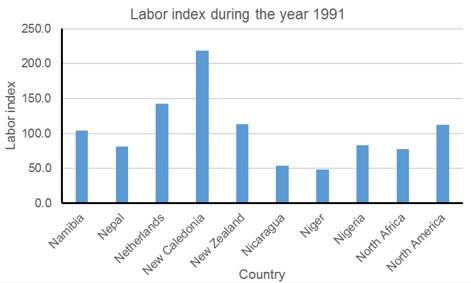 Labor index during the year 1991
250.0
200.0
150.0
100.0
50.0
0.0
Labor index
Namibia
Nepal
Netherlands
New Caledonia
New Zealand
Nicaragua
Niger
Nigeria
North Africa
North America
Country